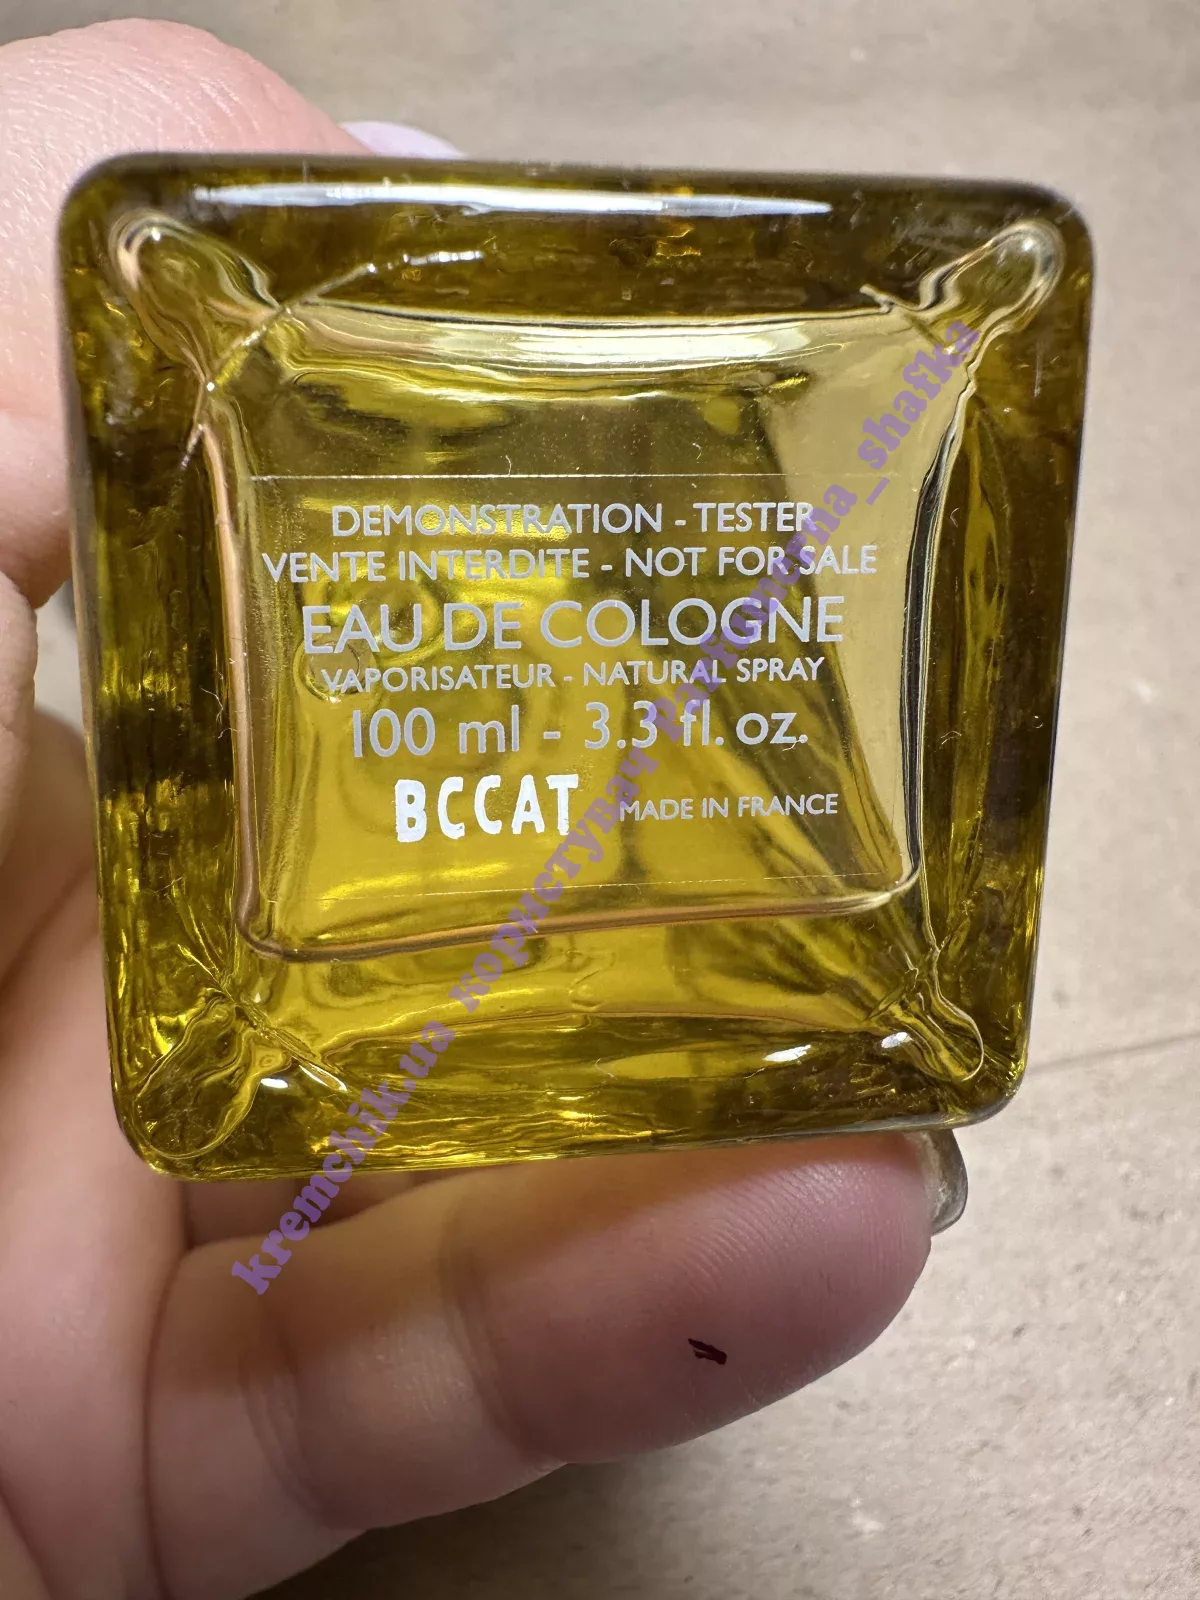 DEMONSTRATION - TESTER
VENTE INTERDITE - NOT FOR SALE
EAU DE COLOGNE
VAPORISATEUR - NATURAL SPRAY
100 ml - 3.3 fl. oz.
BCCAT MADE IN FRANCE
kremchik.ua користувач Parfumerna_shafka